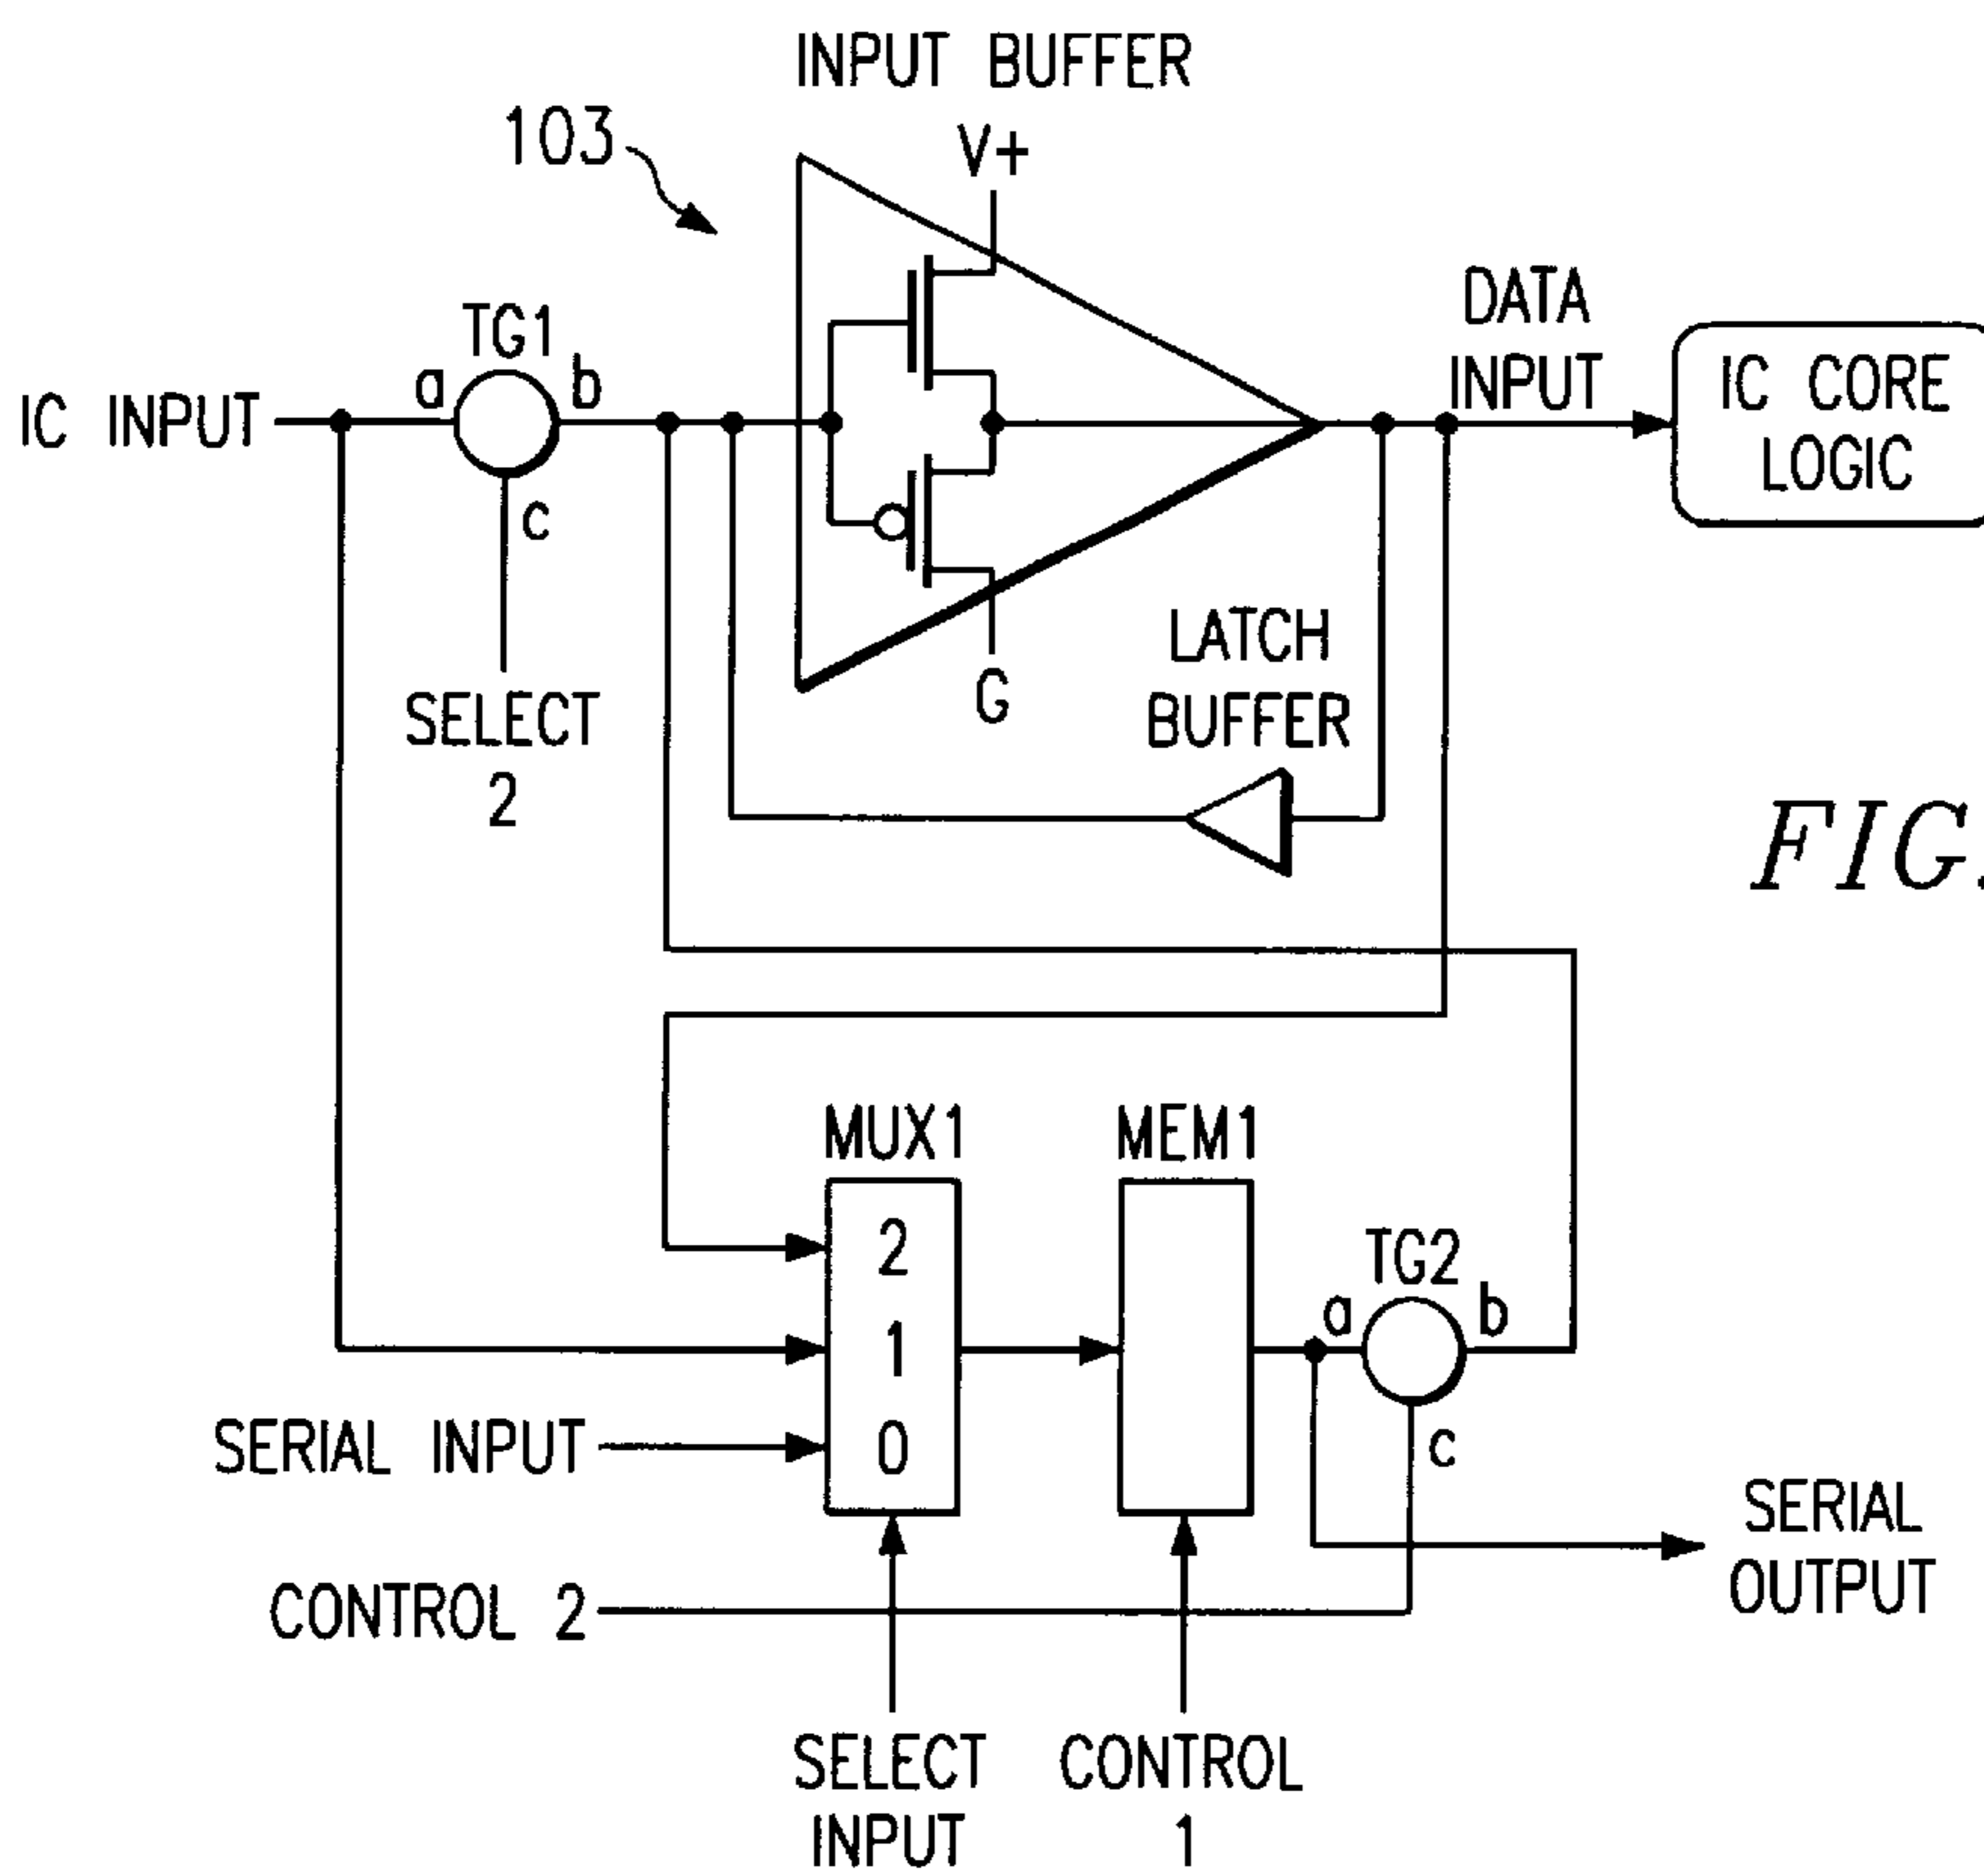 INPUT BUFFER
103
V+
TG1
a
b
c
IC INPUT
DATA
INPUT
IC CORE
LOGIC
SELECT
2
G
LATCH
BUFFER
FIG.
MUX1
MEM1
2
1
0
TG2
a
b
c
SERIAL INPUT
SERIAL
OUTPUT
CONTROL 2
SELECT
INPUT
CONTROL
1